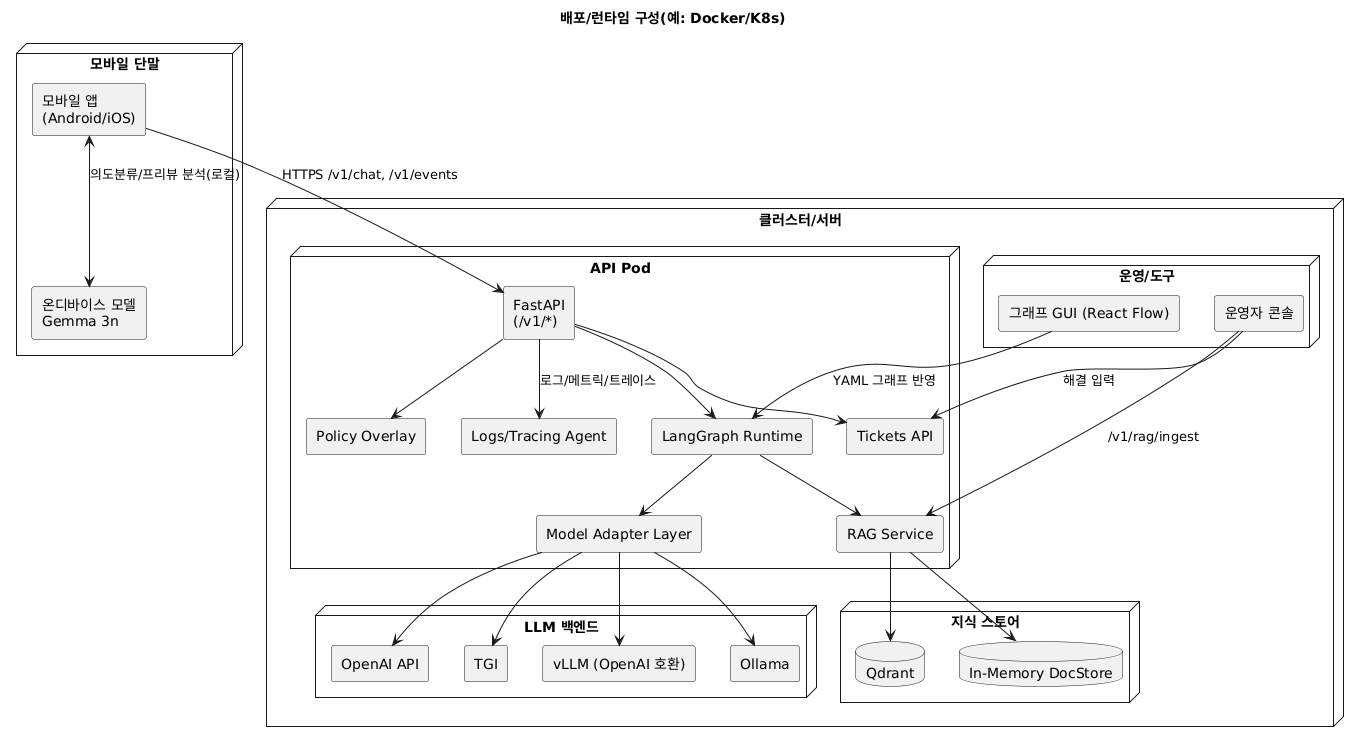 배포/런타임 구성(예: Docker/K8s)
모바일 단말
모바일 앱
(Android/iOS)
의도분류/프리뷰 분석(로컬)
HTTPS /v1/chat, /v1/events
온디바이스 모델
Gemma 3n
클러스터/서버
API Pod
운영/도구
FastAPI
(/v1/*)
그래프 GUI (React Flow)
운영자 콘솔
로그/메트릭/트레이스
YAML 그래프 반영
해결 입력
Policy Overlay
Logs/Tracing Agent
LangGraph Runtime
Tickets API
/v1/rag/ingest
Model Adapter Layer
RAG Service
LLM 백엔드
지식 스토어
OpenAI API
TGI
vLLM (OpenAI 호환)
Ollama
Qdrant
In-Memory DocStore